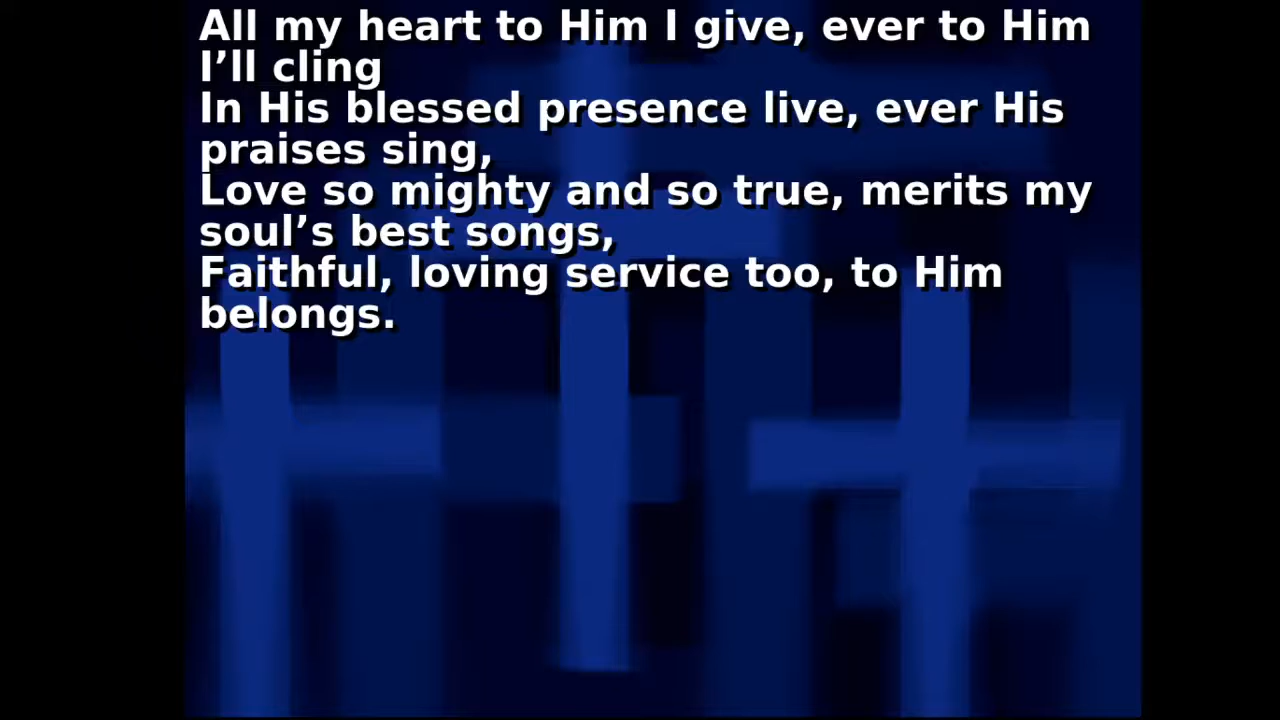 All my heart to Him I give, ever to Him
I’ll cling
In His blessed presence live, ever His
praises sing,
Love so mighty and so true, merits my
soul’s best songs,
Faithful, loving service too, to Him
belongs.